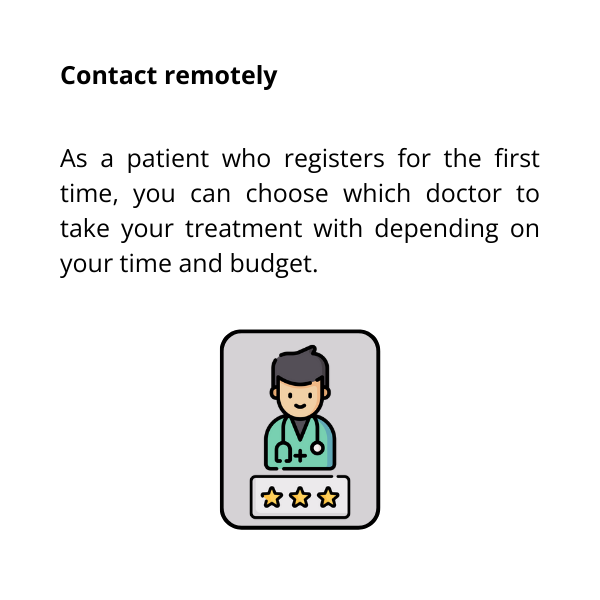 Contact remotely
As a patient who registers for the first
time, you can choose which doctor to
take your treatment with depending on
your time and budget.